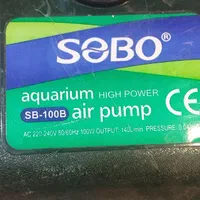 SOBO
aquarium HIGH POWER
SB-100B air pump CE
AC 220-240V 50/60Hz 100W OUTPUT: 140L/min PRESSURE: